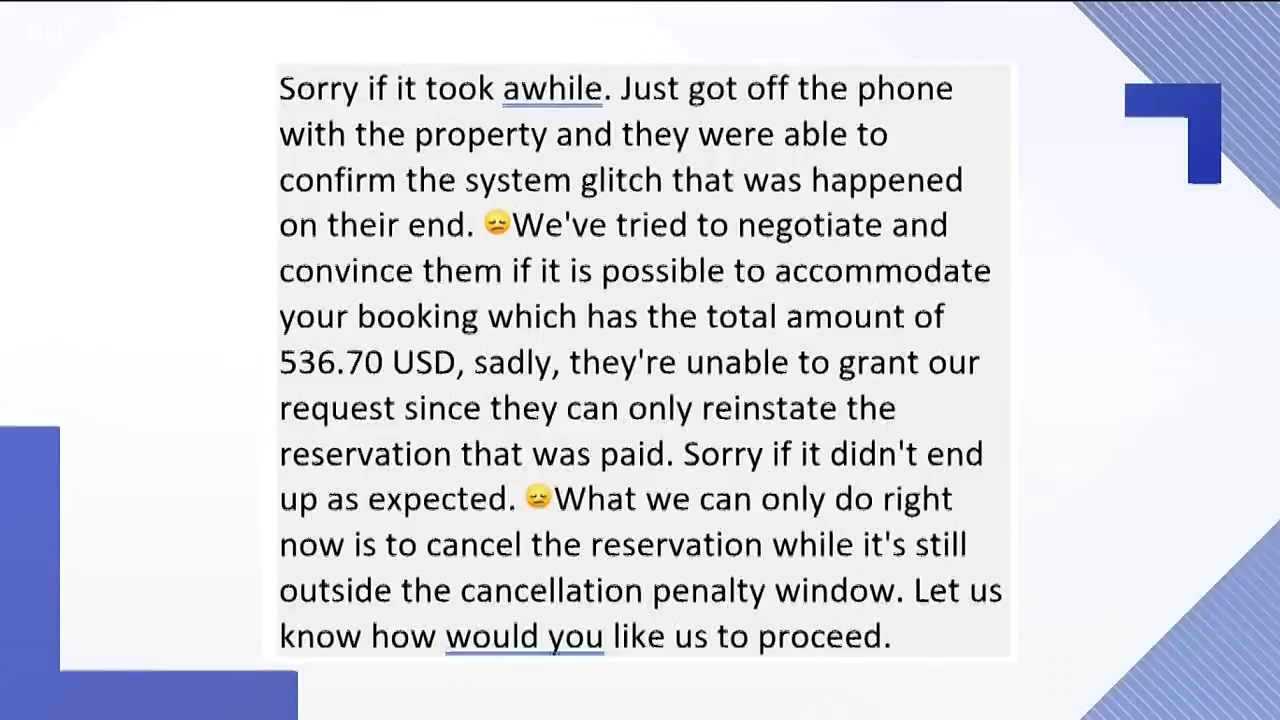 Sorry if it took awhile. Just got off the phone
with the property and they were able to
confirm the system glitch that was happened
on their end. 😞We've tried to negotiate and
convince them if it is possible to accommodate
your booking which has the total amount of
536.70 USD, sadly, they're unable to grant our
request since they can only reinstate the
reservation that was paid. Sorry if it didn't end
up as expected. 😞What we can only do right
now is to cancel the reservation while it's still
outside the cancellation penalty window. Let us
know how would you like us to proceed.